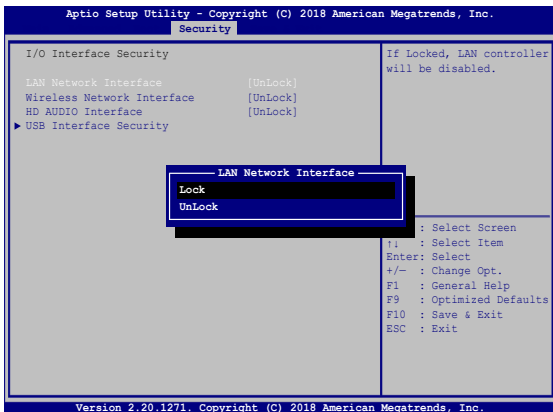 Aptio Setup Utility - Copyright (C) 2018 American Megatrends, Inc.
Security
I/O Interface Security
LAN Network Interface [UnLock]
Wireless Network Interface [UnLock]
HD AUDIO Interface [UnLock]
USB Interface Security
If Locked, LAN controller
will be disabled.
LAN Network Interface
Lock
UnLock
: Select Screen
↑↓ : Select Item
Enter: Select
+/— : Change Opt.
F1 : General Help
F9 : Optimized Defaults
F10 : Save & Exit
ESC : Exit
Version 2.20.1271. Copyright (C) 2018 American Megatrends, Inc.